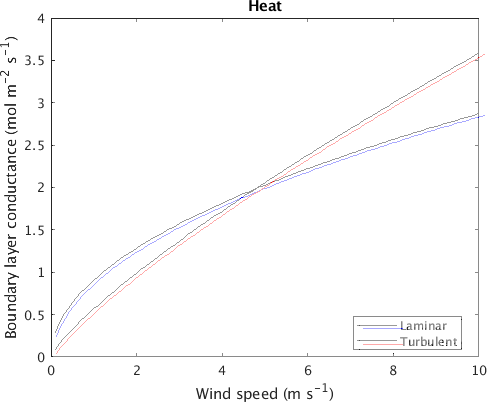 Heat
Boundary layer conductance (mol m⁻² s⁻¹)
4
3.5
3
2.5
2
1.5
1
0.5
0
0 2 4 6 8 10
Wind speed (m s⁻¹)
Laminar
Turbulent